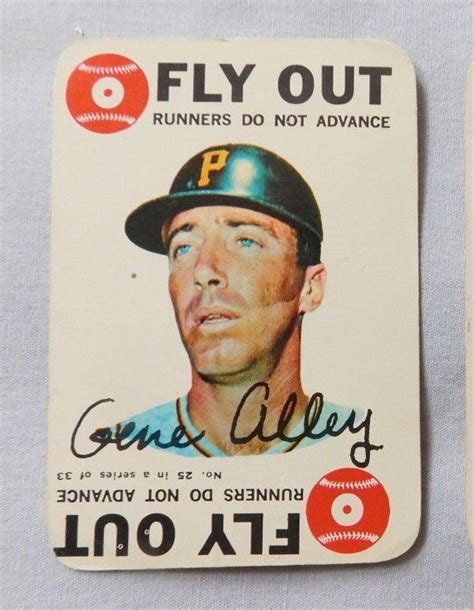 FLY OUT
RUNNERS DO NOT ADVANCE
P
Gene Alley
No. 25 in a series of 33
RUNNERS DO NOT ADVANCE
FLY OUT